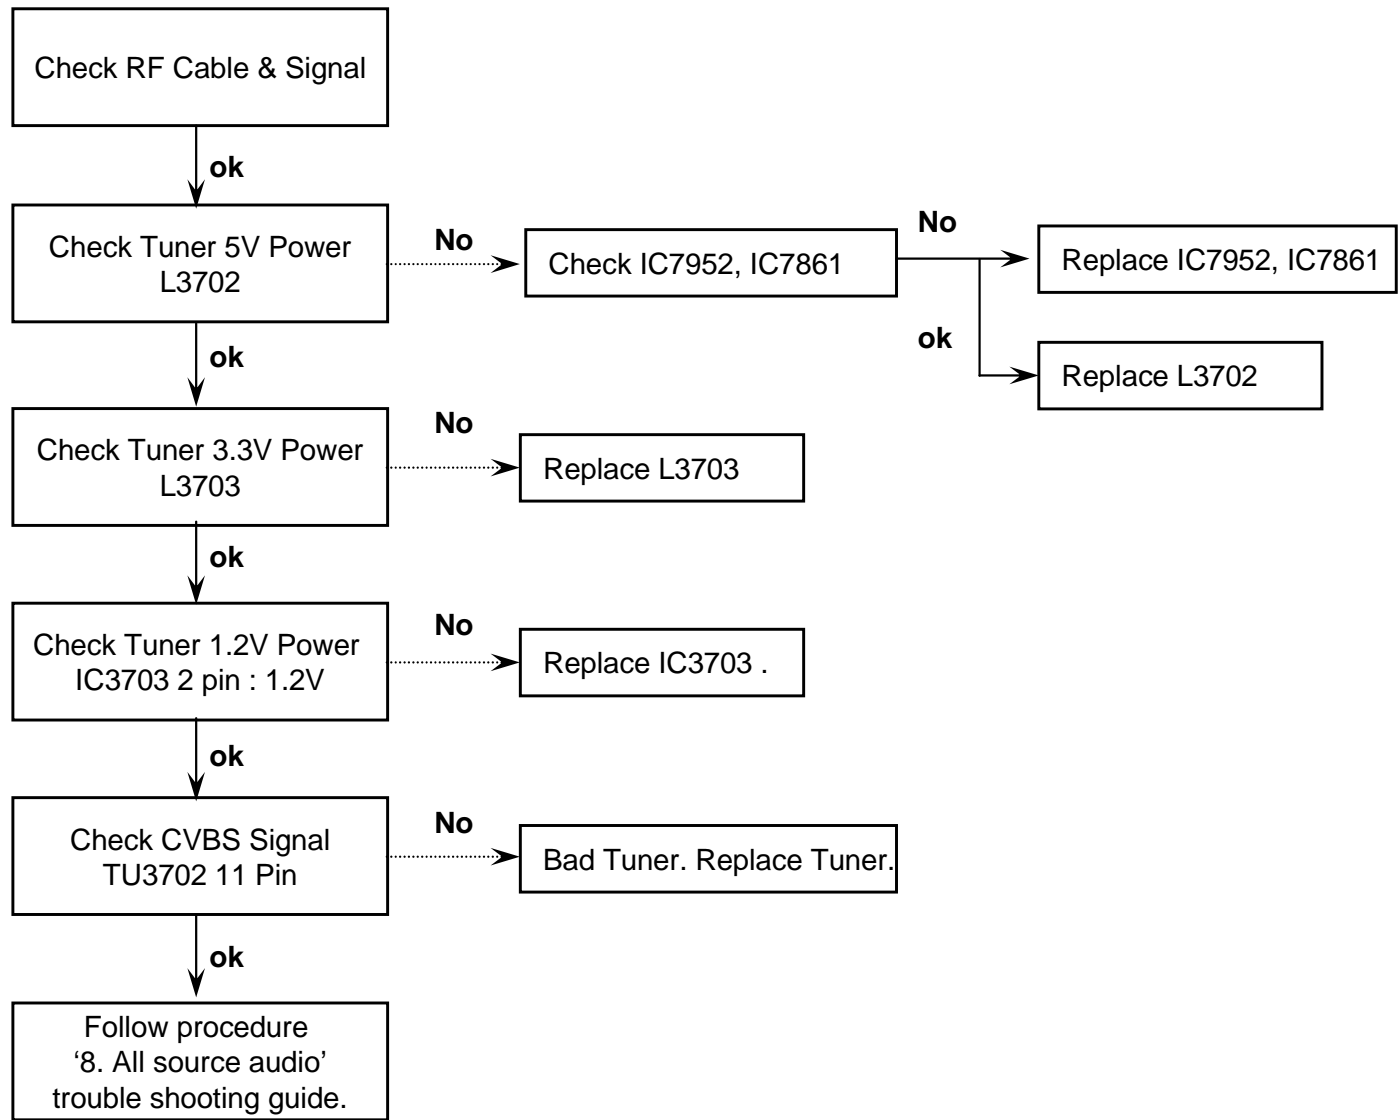 Check RF Cable & Signal
ok
Check Tuner 5V Power
L3702
No
Check IC7952, IC7861
No
Replace IC7952, IC7861
ok
Replace L3702
ok
Check Tuner 3.3V Power
L3703
No
Replace L3703
ok
Check Tuner 1.2V Power
IC3703 2 pin : 1.2V
No
Replace IC3703 .
ok
Check CVBS Signal
TU3702 11 Pin
No
Bad Tuner. Replace Tuner.
ok
Follow procedure
‘8. All source audio’
trouble shooting guide.